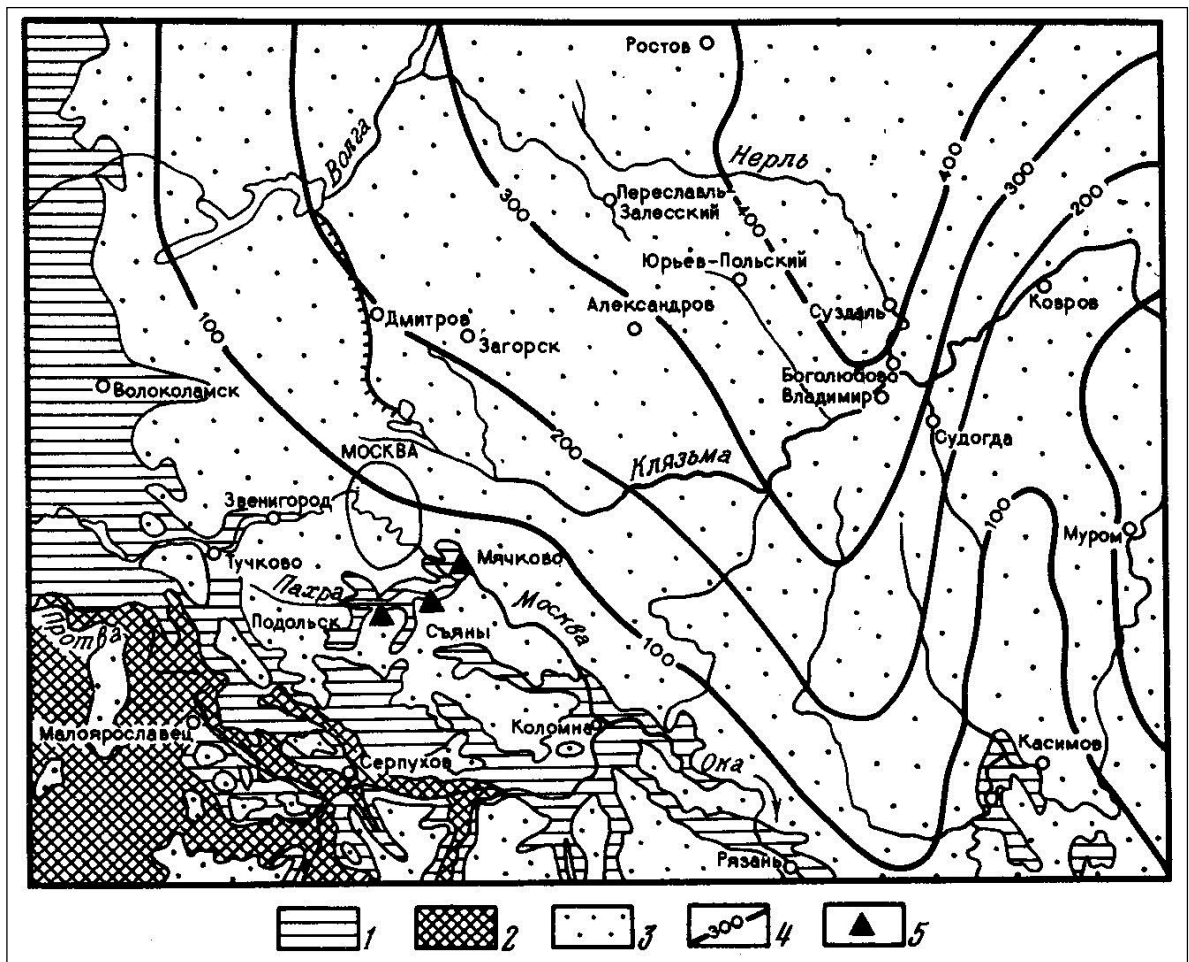 Ростов
Волга
Нерль
400
300
200
Переславль-
Залесский
300
400
Юрьев-Польский
Ковров
Александров
Суздаль
100
Дмитров
Загорск
Боголюбово
Владимир
Волоколамск
Судогда
200
МОСКВА
Клязьма
Звенигород
100
Муром
Тучково
Мячково
Пахра
Москва
Подольск
Съяны
Протва
100
Малоярославец
Коломна
Касимов
Серпухов
Ока
Рязань
1 2 3 300 4 5